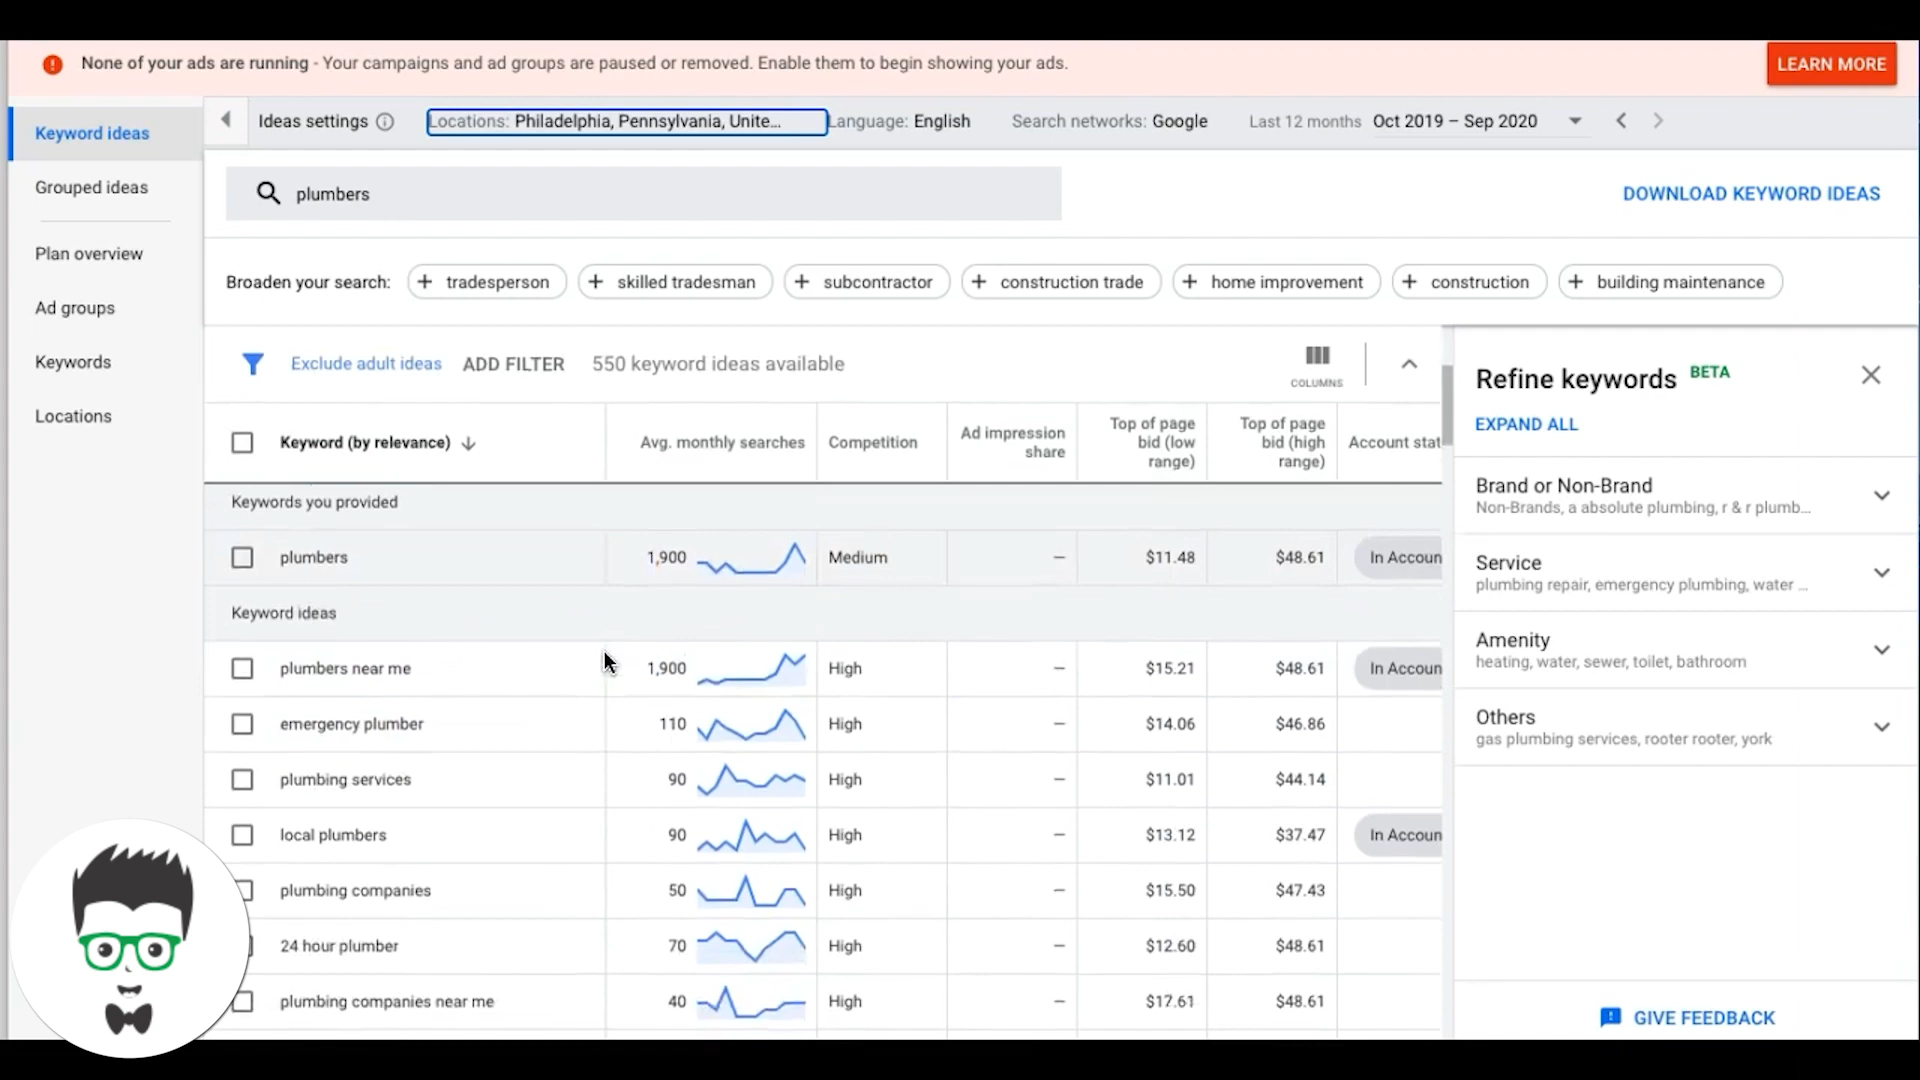 None of your ads are running - Your campaigns and ad groups are paused or removed. Enable them to begin showing your ads.
LEARN MORE
Keyword ideas
Grouped ideas
Plan overview
Ad groups
Keywords
Locations
Ideas settings
Locations: Philadelphia, Pennsylvania, Unite...
Language: English
Search networks: Google
Last 12 months Oct 2019 – Sep 2020
plumbers
DOWNLOAD KEYWORD IDEAS
Broaden your search: + tradesperson + skilled tradesman + subcontractor + construction trade + home improvement + construction + building maintenance
Exclude adult ideas ADD FILTER 550 keyword ideas available
COLUMNS
Keyword (by relevance) ↓
Avg. monthly searches
Competition
Ad impression
share
Top of page
bid (low
range)
Top of page
bid (high
range)
Account stat
Keywords you provided
plumbers 1,900 Medium – $11.48 $48.61 In Accoun
Keyword ideas
plumbers near me 1,900 High – $15.21 $48.61 In Accoun
emergency plumber 110 High – $14.06 $46.86
plumbing services 90 High – $11.01 $44.14
local plumbers 90 High – $13.12 $37.47 In Accoun
plumbing companies 50 High – $15.50 $47.43
24 hour plumber 70 High – $12.60 $48.61
plumbing companies near me 40 High – $17.61 $48.61
Refine keywords BETA
EXPAND ALL
Brand or Non-Brand
Non-Brands, a absolute plumbing, r & r plumb...
Service
plumbing repair, emergency plumbing, water ...
Amenity
heating, water, sewer, toilet, bathroom
Others
gas plumbing services, rooter rooter, york
GIVE FEEDBACK